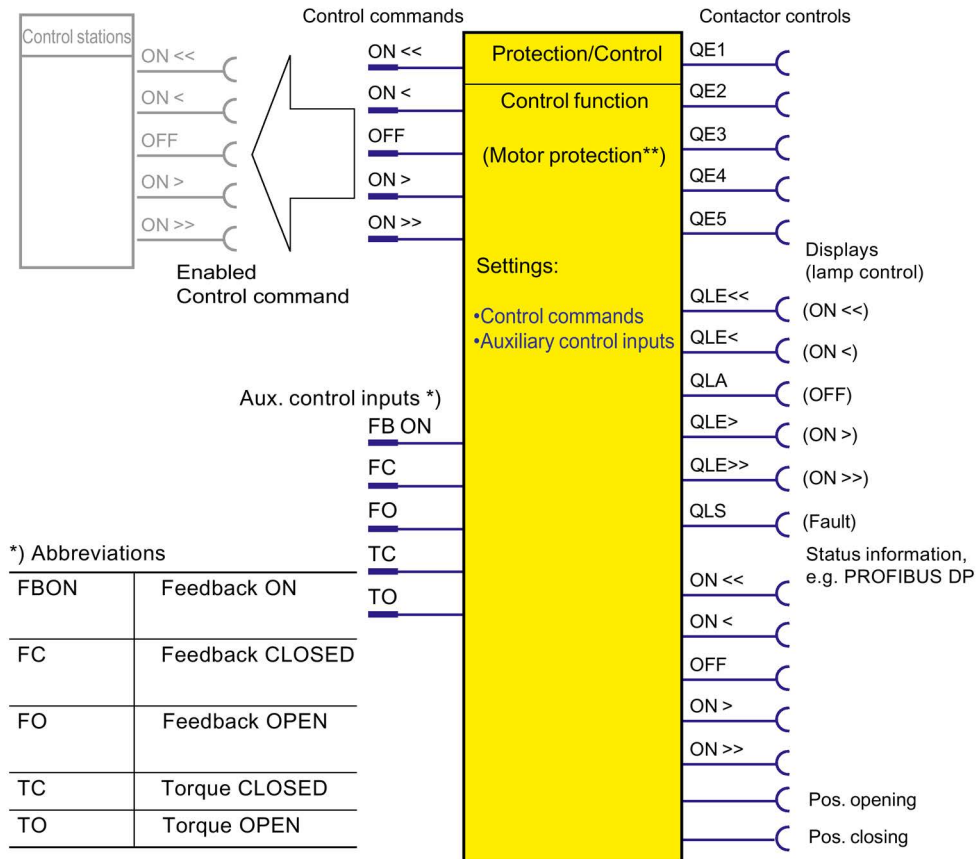 Control stations
ON <<
ON <
OFF
ON >
ON >>
Enabled
Control command
Control commands
ON <<
ON <
OFF
ON >
ON >>
Aux. control inputs *)
FB ON
FC
FO
TC
TO
*) Abbreviations
FBON Feedback ON
FC Feedback CLOSED
FO Feedback OPEN
TC Torque CLOSED
TO Torque OPEN
Protection/Control
Control function
(Motor protection**)
Settings:
•Control commands
•Auxiliary control inputs
Contactor controls
QE1
QE2
QE3
QE4
QE5
Displays
(lamp control)
QLE<< (ON <<)
QLE< (ON <)
QLA (OFF)
QLE> (ON >)
QLE>> (ON >>)
QLS (Fault)
Status information,
e.g. PROFIBUS DP
ON <<
ON <
OFF
ON >
ON >>
Pos. opening
Pos. closing